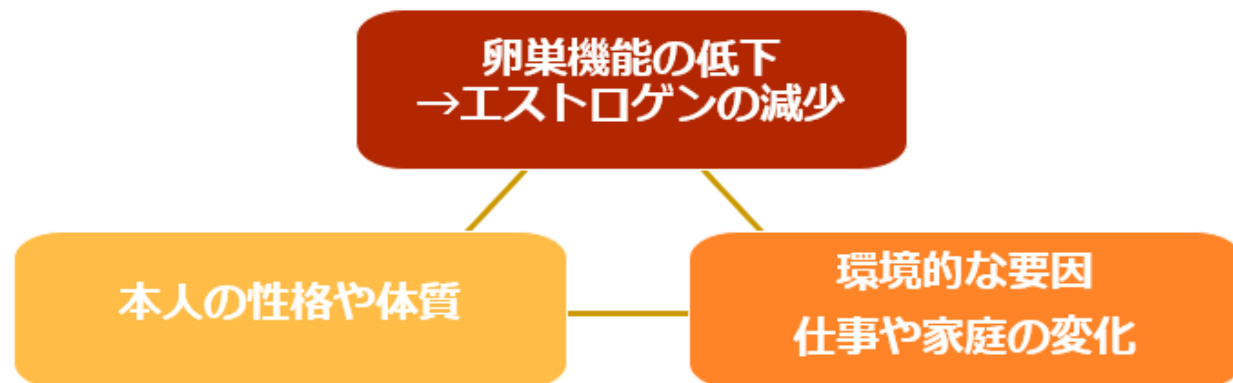 卵巣機能の低下
→エストロゲンの減少
本人の性格や体質
環境的な要因
仕事や家庭の変化